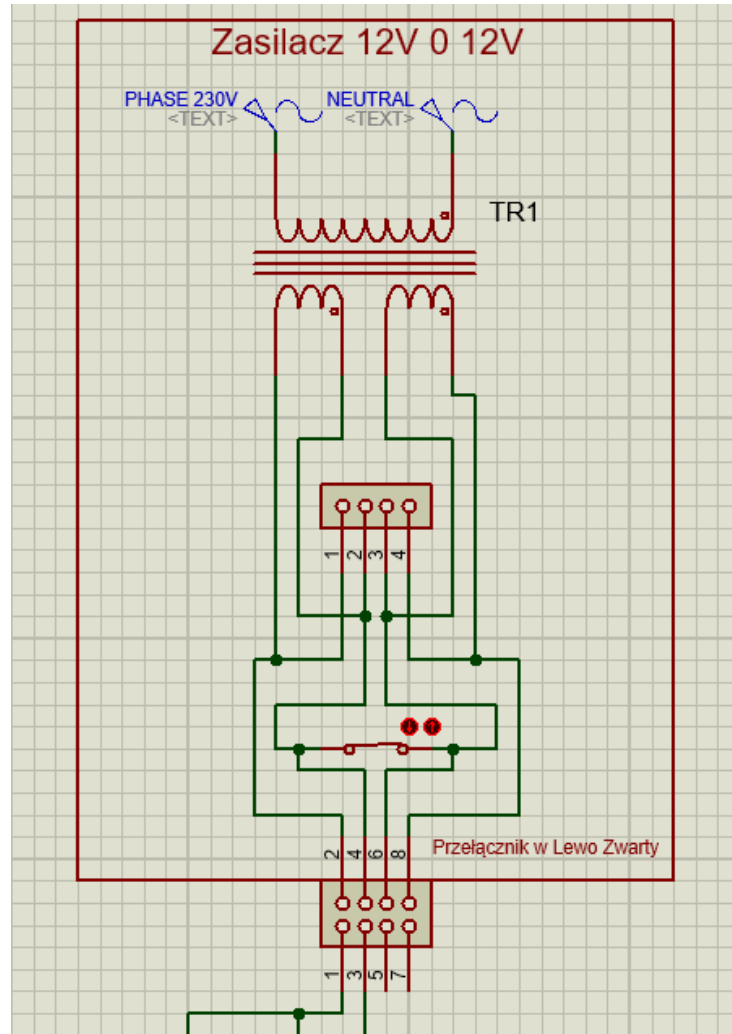 Zasilacz 12V 0 12V
PHASE 230V
<TEXT>
NEUTRAL
<TEXT>
TR1
1
2
3
4
Przełącznik w Lewo Zwarty
2
4
6
8
1
3
5
7